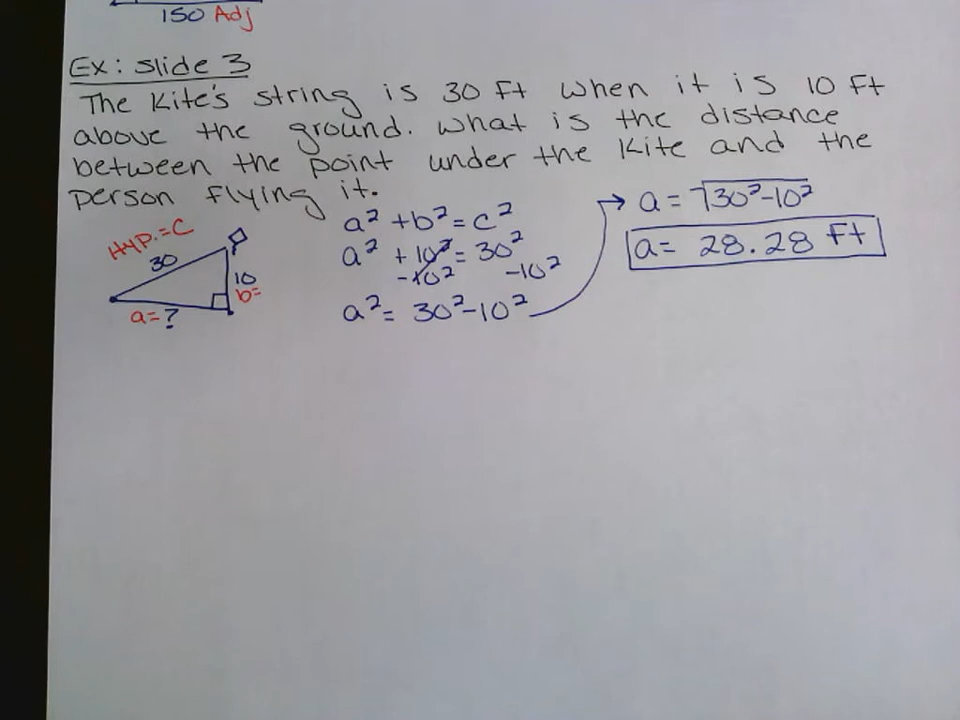 150 Adj
Ex: slide 3
The Kite's string is 30 Ft when it is 10 Ft
above the ground. What is the distance
between the point under the Kite and the
person flying it.
Hyp.=C
30
10
b=
a=?
a²+b²=c²
a²+10²=30²
-10² -10²
a²= 30²-10²
→ a=√30²-10²
a= 28.28 Ft